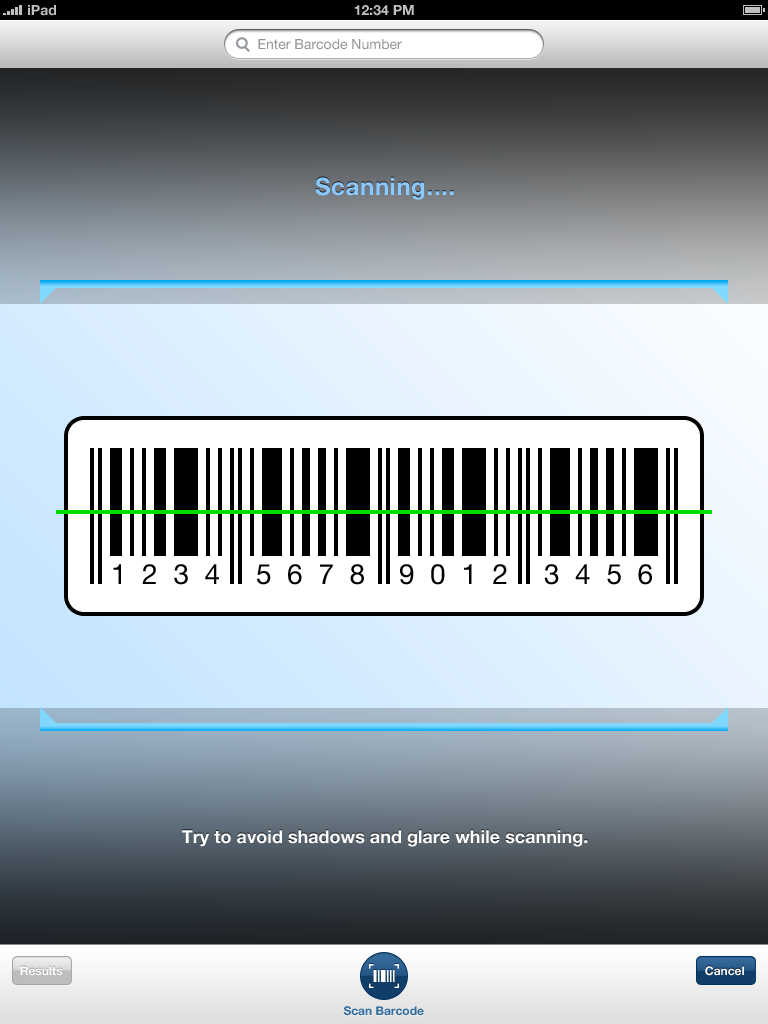 iPad 12:34 PM
Enter Barcode Number
Scanning....
1 2 3 4 5 6 7 8 9 0 1 2 3 4 5 6
Try to avoid shadows and glare while scanning.
Results Cancel
Scan Barcode